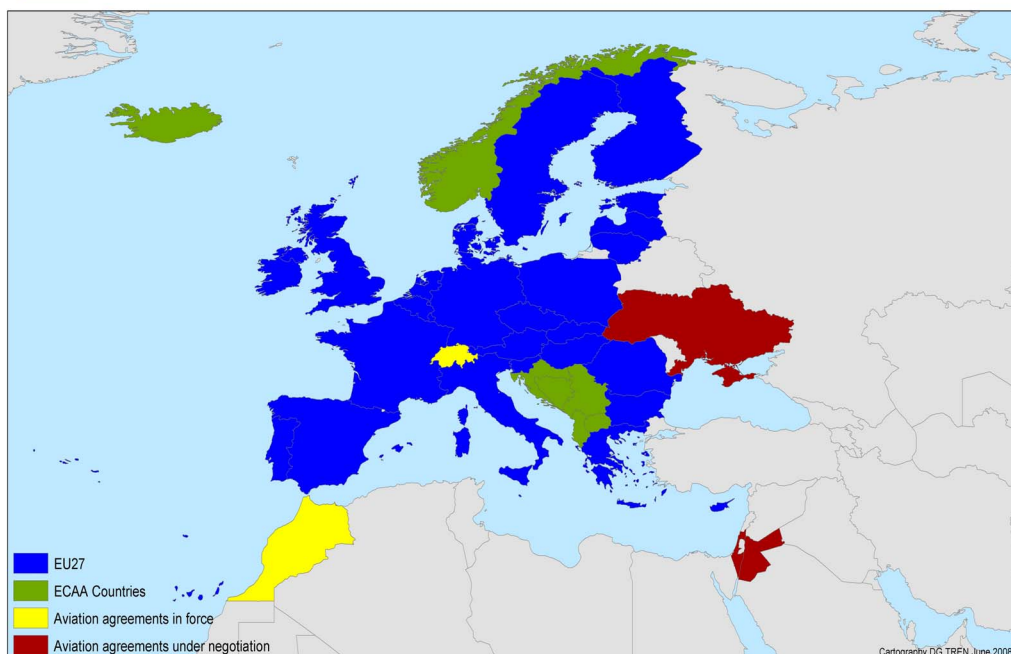 EU27
ECAA Countries
Aviation agreements in force
Aviation agreements under negotiation
Cartography DG TREN June 2008